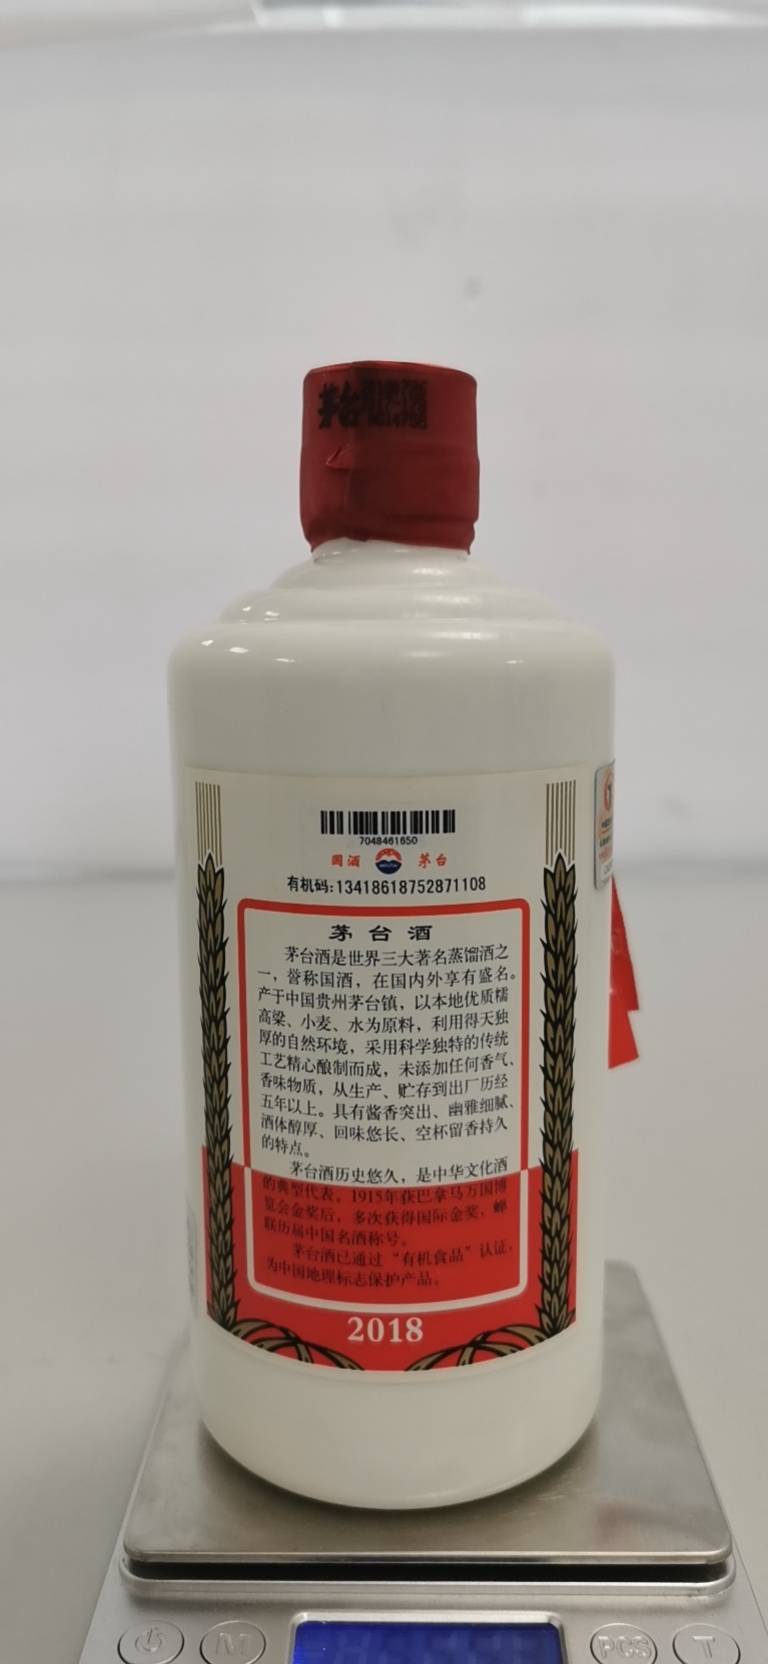 茅台
7048461650
国酒 茅台
有机码:13418618752871108
茅台酒
茅台酒是世界三大著名蒸馏酒之
一，誉称国酒，在国内外享有盛名。
产于中国贵州茅台镇，以本地优质糯
高粱、小麦、水为原料，利用得天独
厚的自然环境，采用科学独特的传统
工艺精心酿制而成，未添加任何香气、
香味物质，从生产、贮存到出厂历经
五年以上。具有酱香突出、幽雅细腻、
酒体醇厚、回味悠长、空杯留香持久
的特点。
茅台酒历史悠久，是中华文化酒
的典型代表。1915年获巴拿马万国博
览会金奖后，多次获得国际金奖，蝉
联历届中国名酒称号。
茅台酒已通过“有机食品”认证，
为中国地理标志保护产品。
2018
M
PCS
T